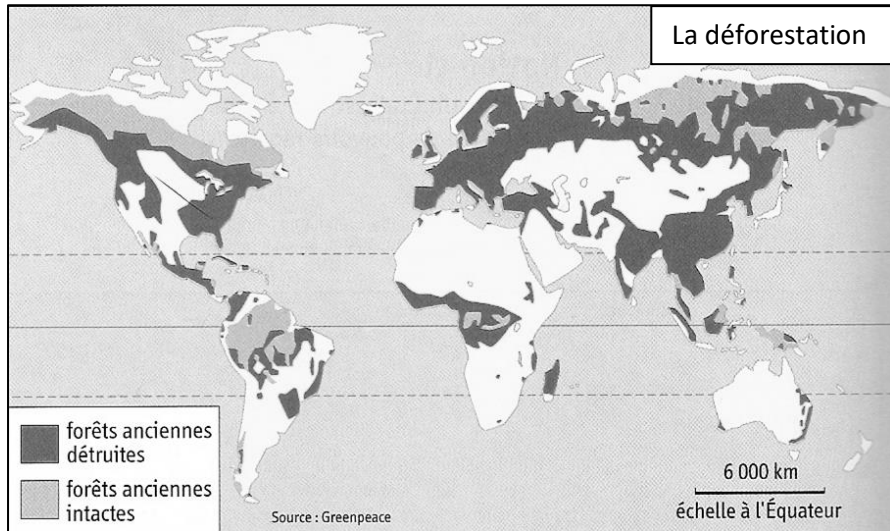 La déforestation
forêts anciennes
détruites
forêts anciennes
intactes
Source : Greenpeace
6 000 km
échelle à l'Équateur